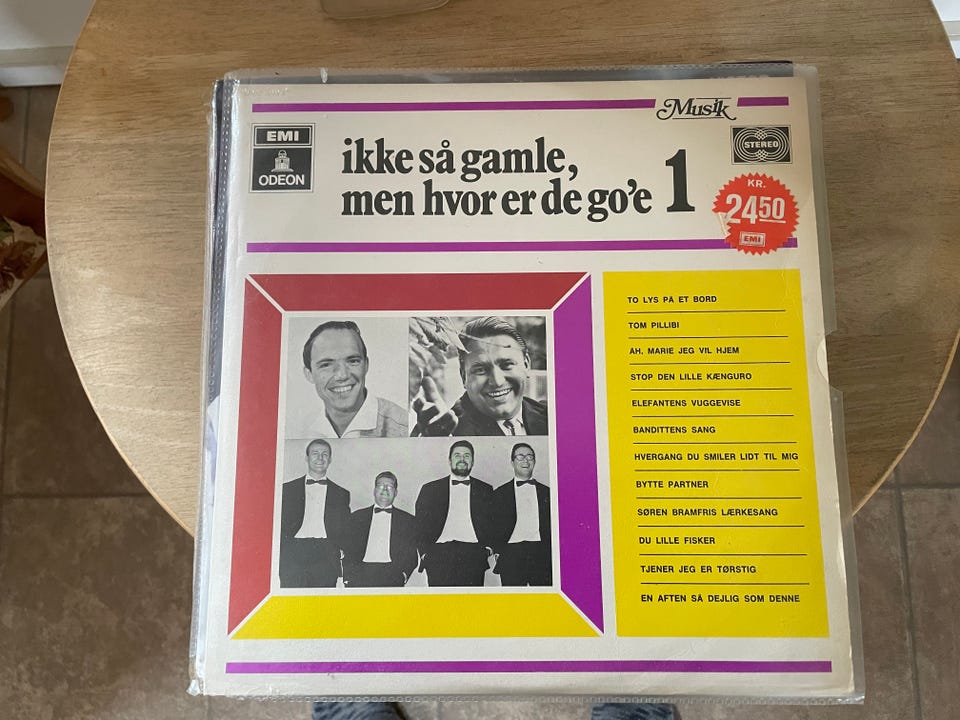 Musik
EMI
ODEON
STEREO
ikke så gamle,
men hvor er de go'e 1
KR.
2450
EMI
TO LYS PÅ ET BORD
TOM PILLIBI
AH, MARIE JEG VIL HJEM
STOP DEN LILLE KÆNGURO
ELEFANTENS VUGGEVISE
BANDITTENS SANG
HVERGANG DU SMILER LIDT TIL MIG
BYTTE PARTNER
SØREN BRAMFRIS LÆRKESANG
DU LILLE FISKER
TJENER JEG ER TØRSTIG
EN AFTEN SÅ DEJLIG SOM DENNE